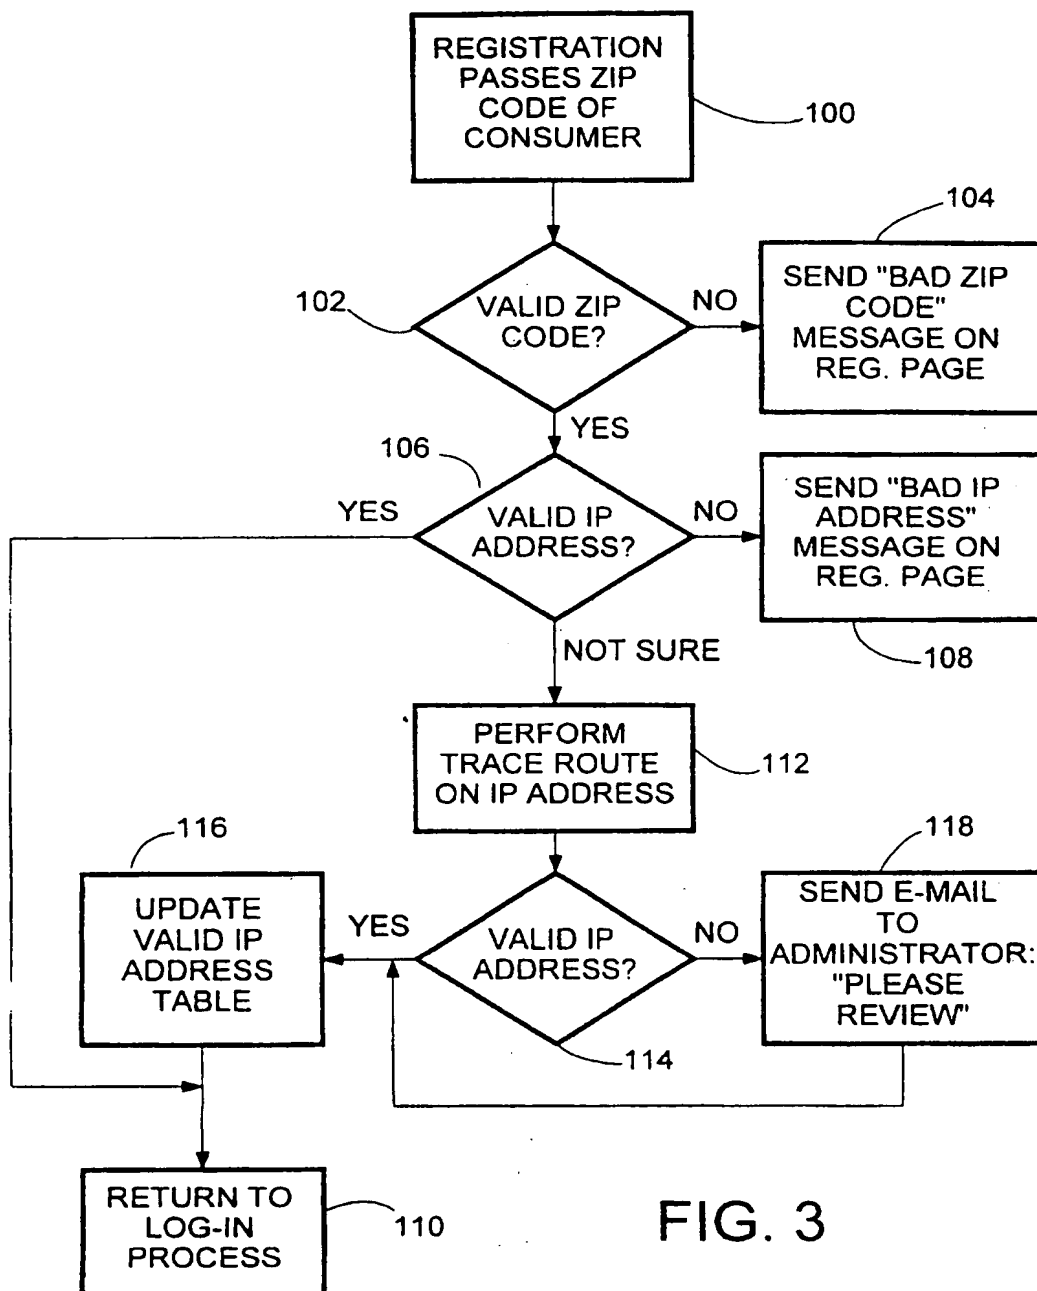 REGISTRATION
PASSES ZIP
CODE OF
CONSUMER
100
104
102
VALID ZIP
CODE?
NO
SEND "BAD ZIP
CODE"
MESSAGE ON
REG. PAGE
YES
106
YES
VALID IP
ADDRESS?
NO
SEND "BAD IP
ADDRESS"
MESSAGE ON
REG. PAGE
108
NOT SURE
PERFORM
TRACE ROUTE
ON IP ADDRESS
112
116
118
UPDATE
VALID IP
ADDRESS
TABLE
YES
VALID IP
ADDRESS?
NO
SEND E-MAIL
TO
ADMINISTRATOR:
"PLEASE
REVIEW"
114
RETURN TO
LOG-IN
PROCESS
110
FIG. 3